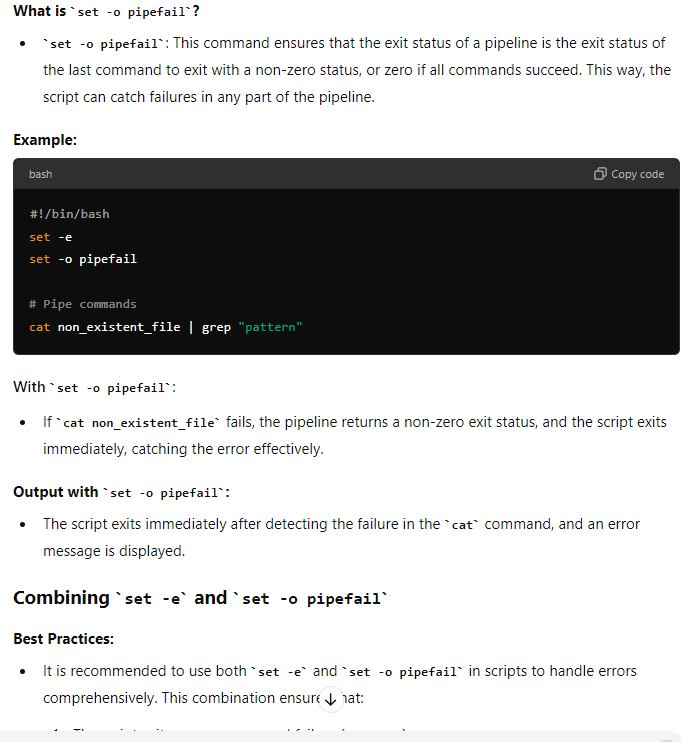 What is `set -o pipefail`?
• `set -o pipefail`: This command ensures that the exit status of a pipeline is the exit status of
the last command to exit with a non-zero status, or zero if all commands succeed. This way, the
script can catch failures in any part of the pipeline.
Example:
bash Copy code
#!/bin/bash
set -e
set -o pipefail
# Pipe commands
cat non_existent_file | grep "pattern"
With `set -o pipefail`:
• If `cat non_existent_file` fails, the pipeline returns a non-zero exit status, and the script exits
immediately, catching the error effectively.
Output with `set -o pipefail`:
• The script exits immediately after detecting the failure in the `cat` command, and an error
message is displayed.
Combining `set -e` and `set -o pipefail`
Best Practices:
• It is recommended to use both `set -e` and `set -o pipefail` in scripts to handle errors
comprehensively. This combination ensure hat: